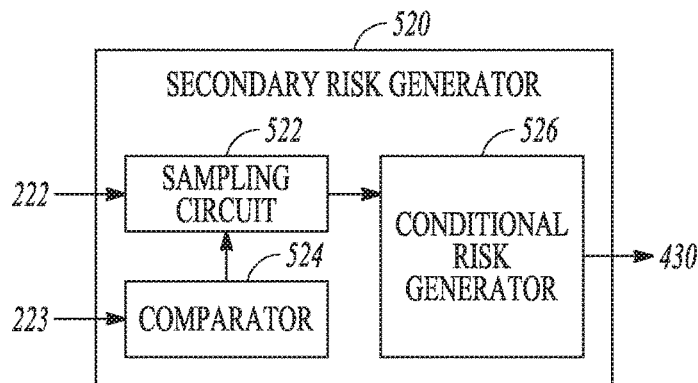 520
SECONDARY RISK GENERATOR
522
526
222
SAMPLING
CIRCUIT
CONDITIONAL
RISK
GENERATOR
430
524
223
COMPARATOR